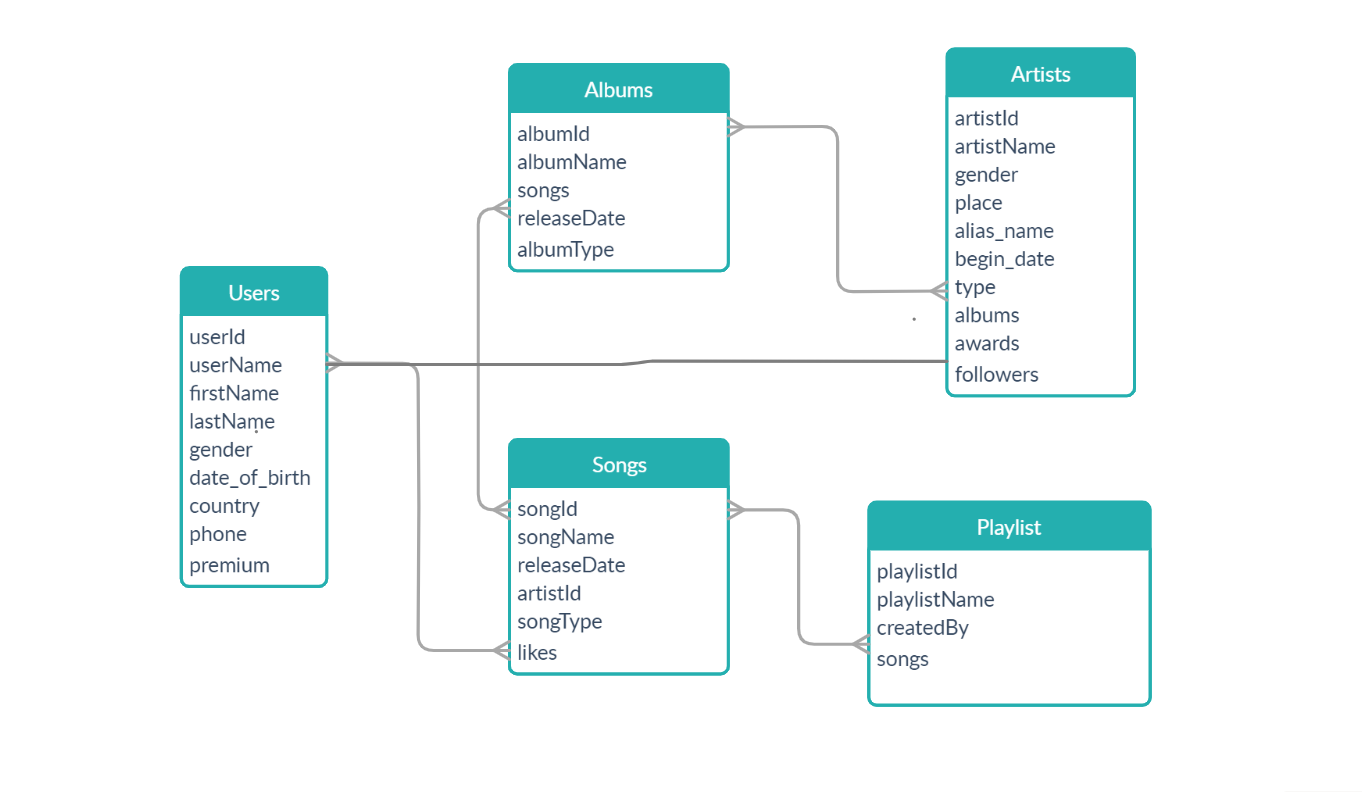 Albums
albumId
albumName
songs
releaseDate
albumType
Artists
artistId
artistName
gender
place
alias_name
begin_date
type
albums
awards
followers
Users
userId
userName
firstName
lastName
gender
date_of_birth
country
phone
premium
Songs
songId
songName
releaseDate
artistId
songType
likes
Playlist
playlistId
playlistName
createdBy
songs